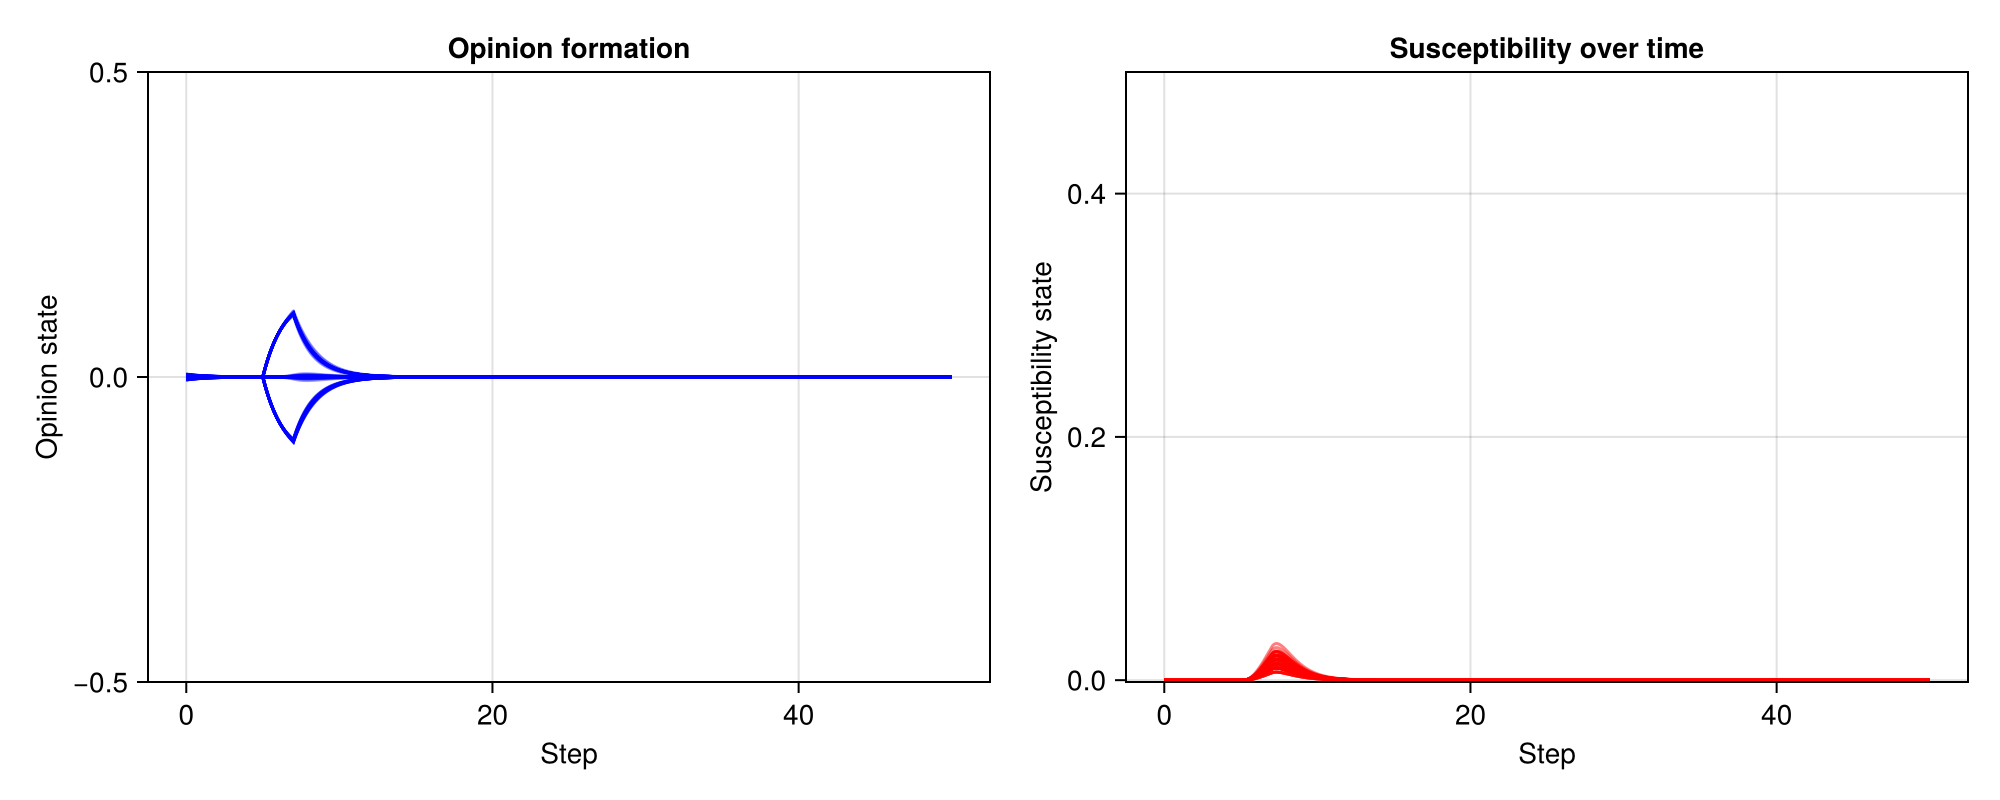 Opinion formation
0.5
0.0
−0.5
Opinion state
0
20
40
Step
Susceptibility over time
0.4
0.2
0.0
Susceptibility state
0
20
40
Step